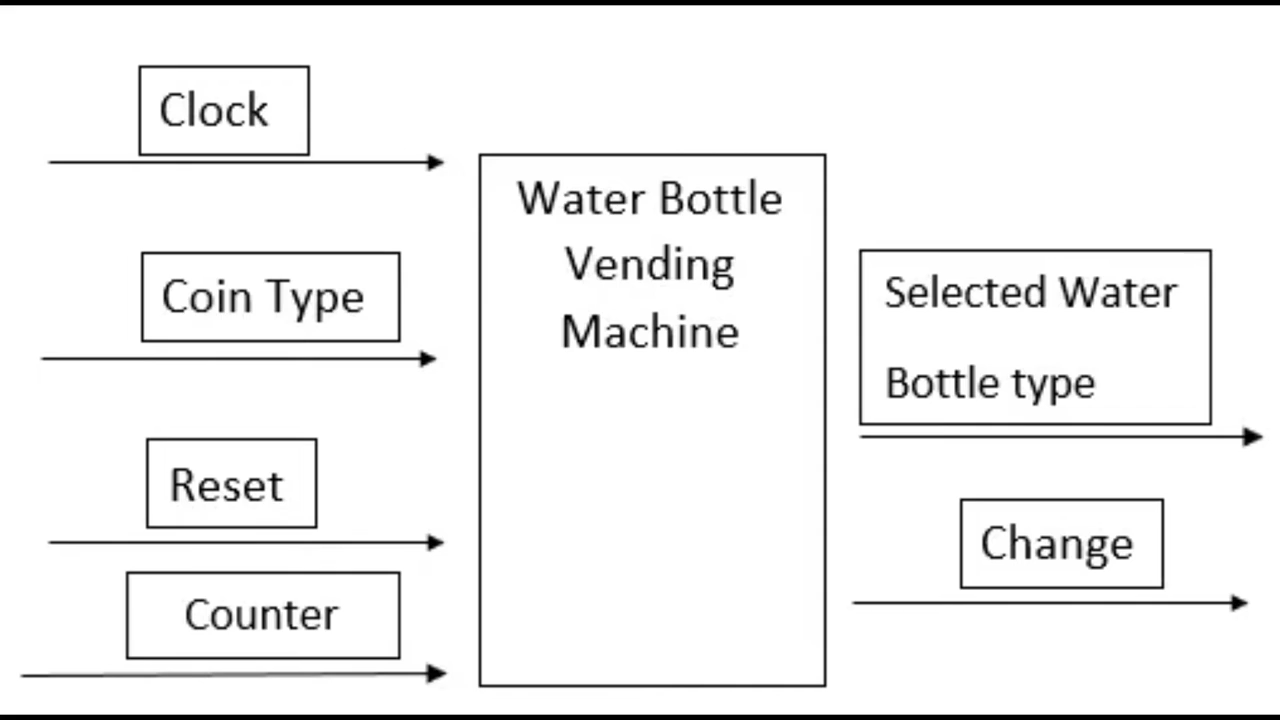 Clock
Coin Type
Reset
Counter
Water Bottle
Vending
Machine
Selected Water
Bottle type
Change